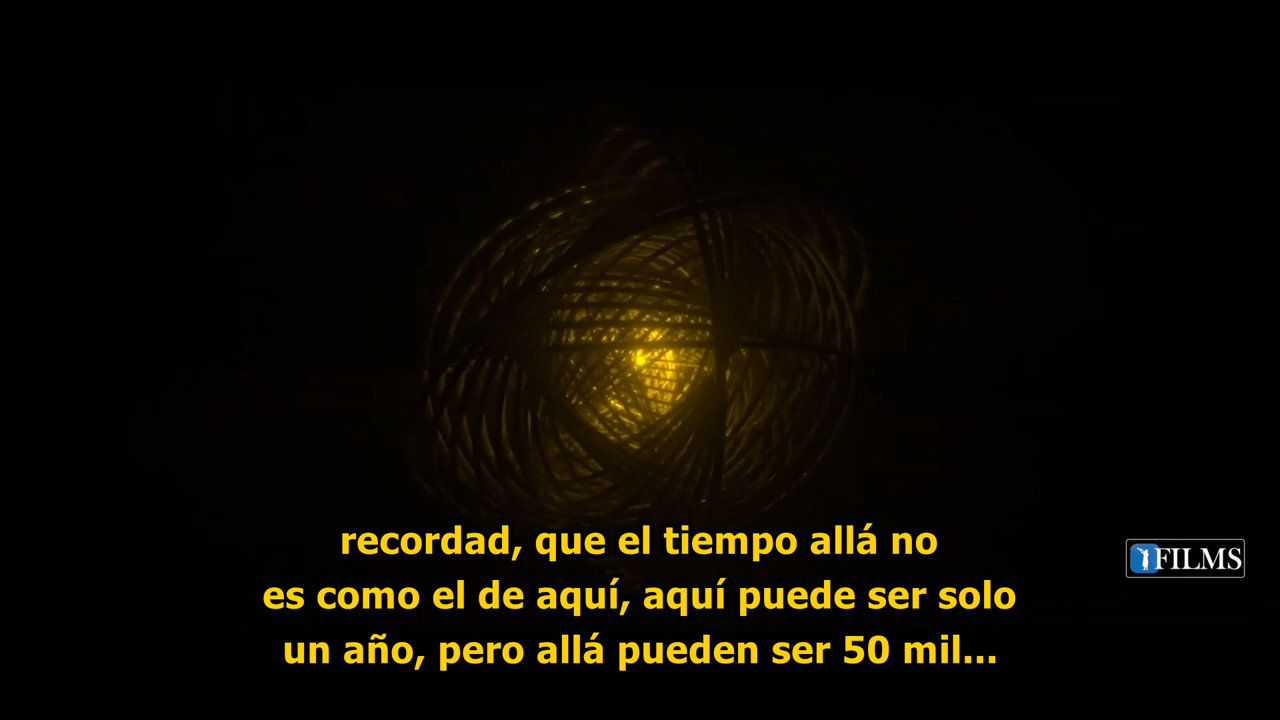 recordad, que el tiempo allá no
es como el de aquí, aquí puede ser solo
un año, pero allá pueden ser 50 mil...
FILMS